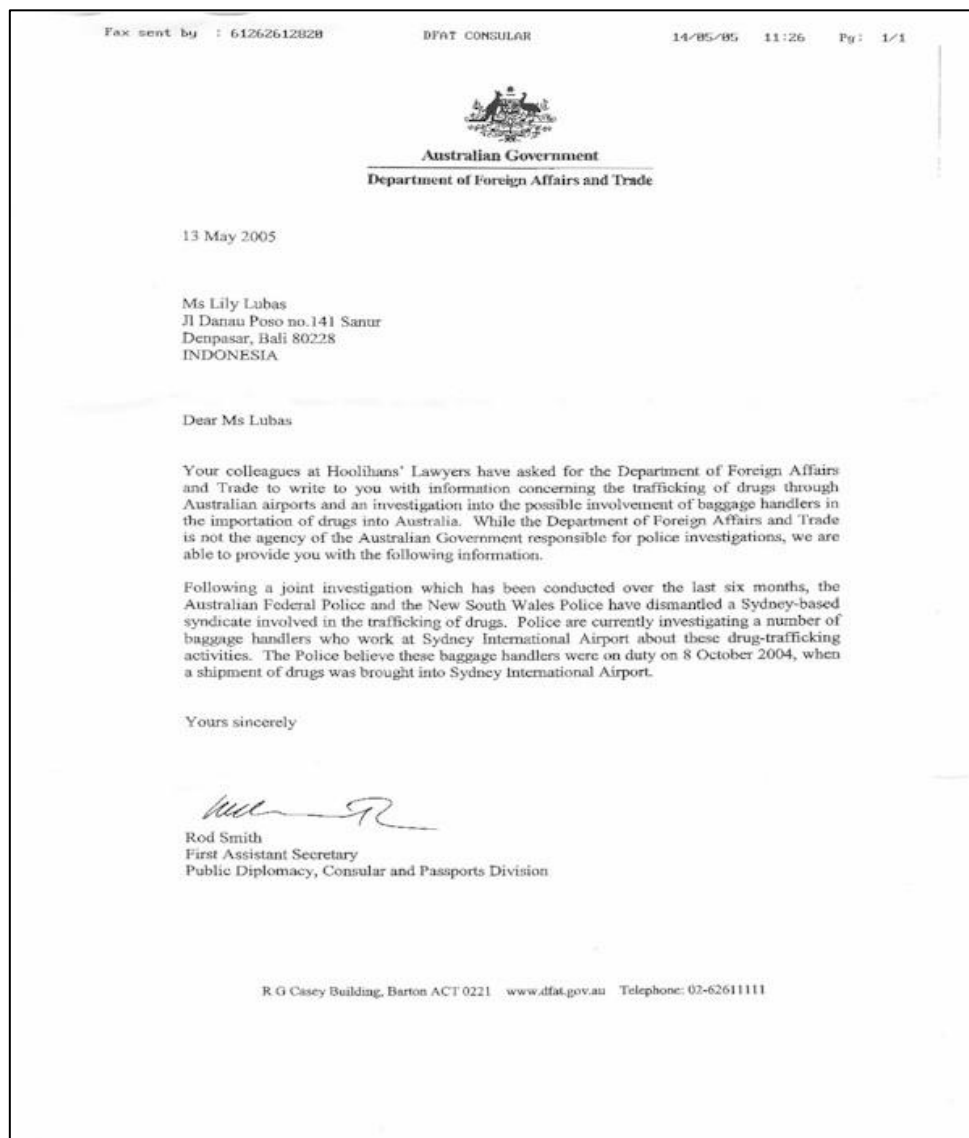 Fax sent by : 61262612820 DFAT CONSULAR 14/05/05 11:26 Pg: 1/1
Australian Government
Department of Foreign Affairs and Trade
13 May 2005
Ms Lily Lubas
Jl Danau Poso no.141 Sanur
Denpasar, Bali 80228
INDONESIA
Dear Ms Lubas
Your colleagues at Hoolihans' Lawyers have asked for the Department of Foreign Affairs
and Trade to write to you with information concerning the trafficking of drugs through
Australian airports and an investigation into the possible involvement of baggage handlers in
the importation of drugs into Australia. While the Department of Foreign Affairs and Trade
is not the agency of the Australian Government responsible for police investigations, we are
able to provide you with the following information.
Following a joint investigation which has been conducted over the last six months, the
Australian Federal Police and the New South Wales Police have dismantled a Sydney-based
syndicate involved in the trafficking of drugs. Police are currently investigating a number of
baggage handlers who work at Sydney International Airport about these drug-trafficking
activities. The Police believe these baggage handlers were on duty on 8 October 2004, when
a shipment of drugs was brought into Sydney International Airport.
Yours sincerely
Rod Smith
First Assistant Secretary
Public Diplomacy, Consular and Passports Division
R G Casey Building, Barton ACT 0221 www.dfat.gov.au Telephone: 02-62611111